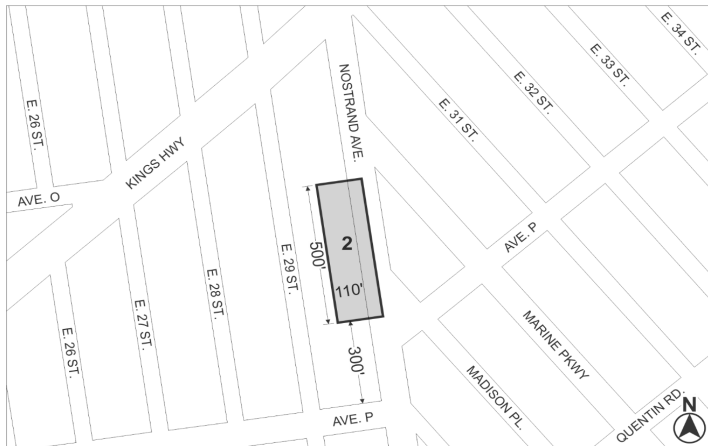 E. 34 ST.
E. 33 ST.
E. 32 ST.
E. 31 ST.
NOSTRAND AVE.
E. 26 ST.
KINGS HWY
AVE. O
AVE. P
2
500'
110'
E. 29 ST.
E. 28 ST.
E. 27 ST.
E. 26 ST.
300'
MARINE PKWY
MADISON PL.
AVE. P
QUENTIN RD.
N